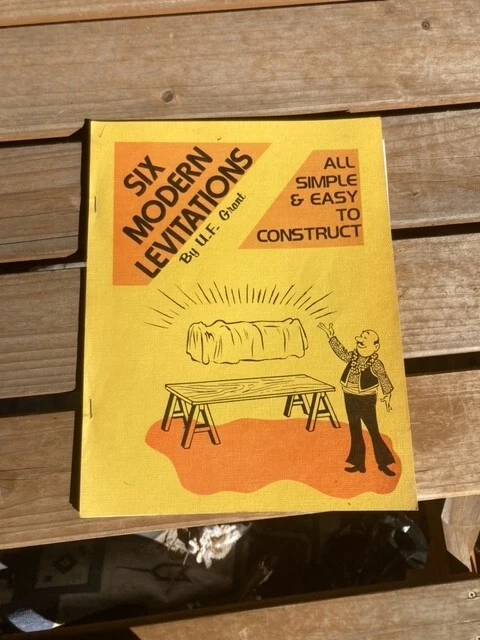 SIX
MODERN
LEVITATIONS
By U.F. Grant
ALL
SIMPLE
& EASY
TO
CONSTRUCT